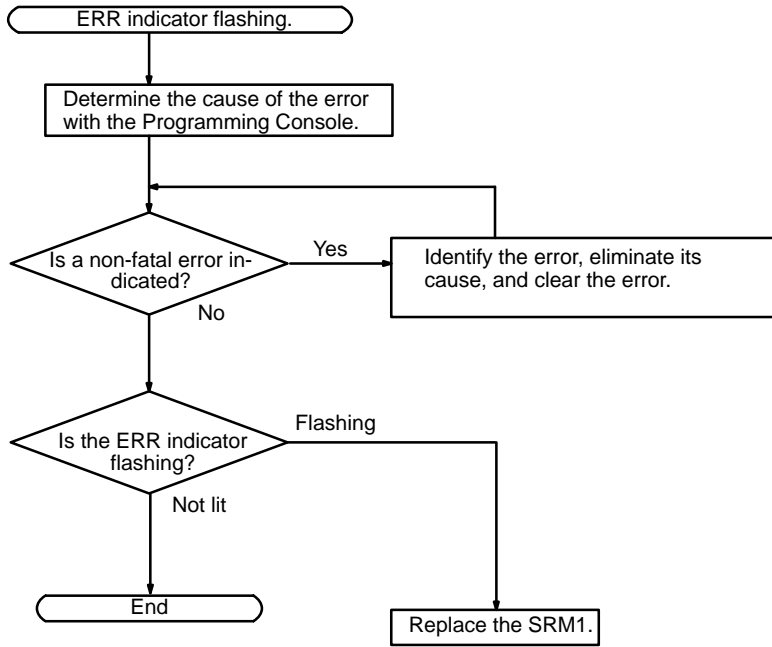 ERR indicator flashing.
Determine the cause of the error
with the Programming Console.
Is a non-fatal error in-
dicated?
Yes
Identify the error, eliminate its
cause, and clear the error.
No
Is the ERR indicator
flashing?
Flashing
Not lit
End
Replace the SRM1.